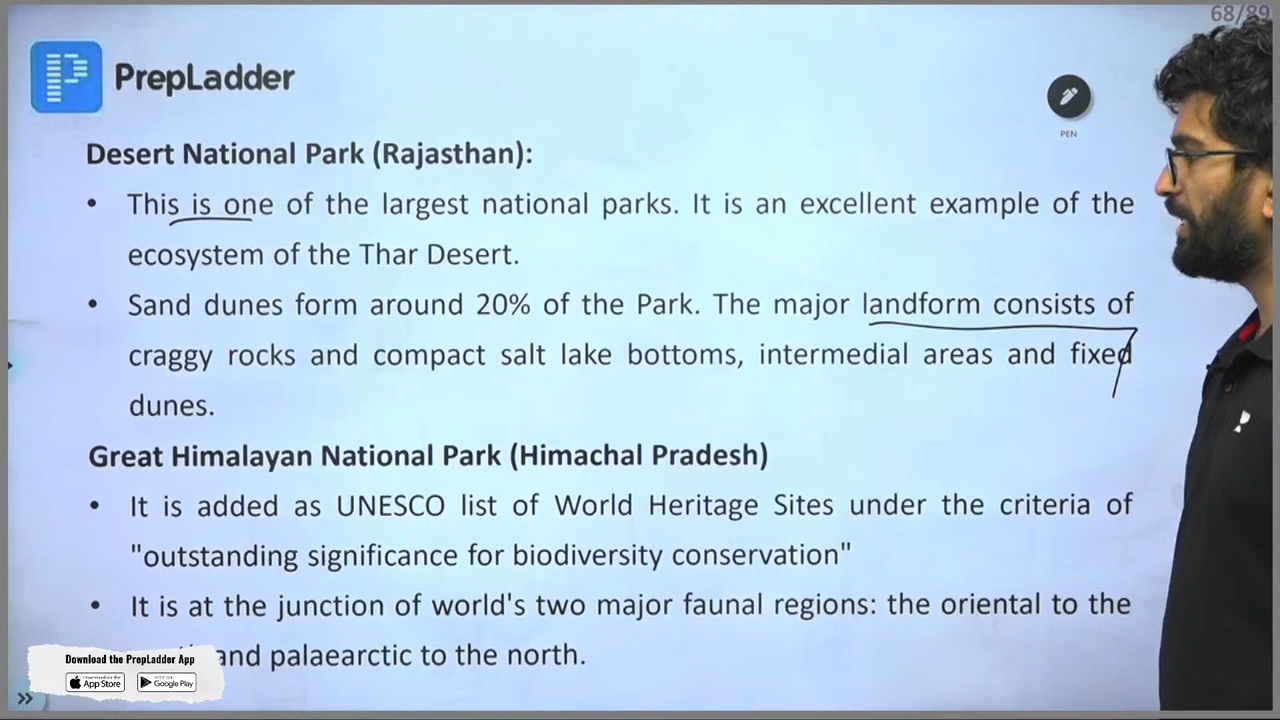 68/89
PrepLadder
PEN
Desert National Park (Rajasthan):
• This is one of the largest national parks. It is an excellent example of the
ecosystem of the Thar Desert.
• Sand dunes form around 20% of the Park. The major landform consists of
craggy rocks and compact salt lake bottoms, intermedial areas and fixed
dunes.
Great Himalayan National Park (Himachal Pradesh)
• It is added as UNESCO list of World Heritage Sites under the criteria of
"outstanding significance for biodiversity conservation"
• It is at the junction of world's two major faunal regions: the oriental to the
and palaearctic to the north.
Download the PrepLadder App
App Store
Google Play